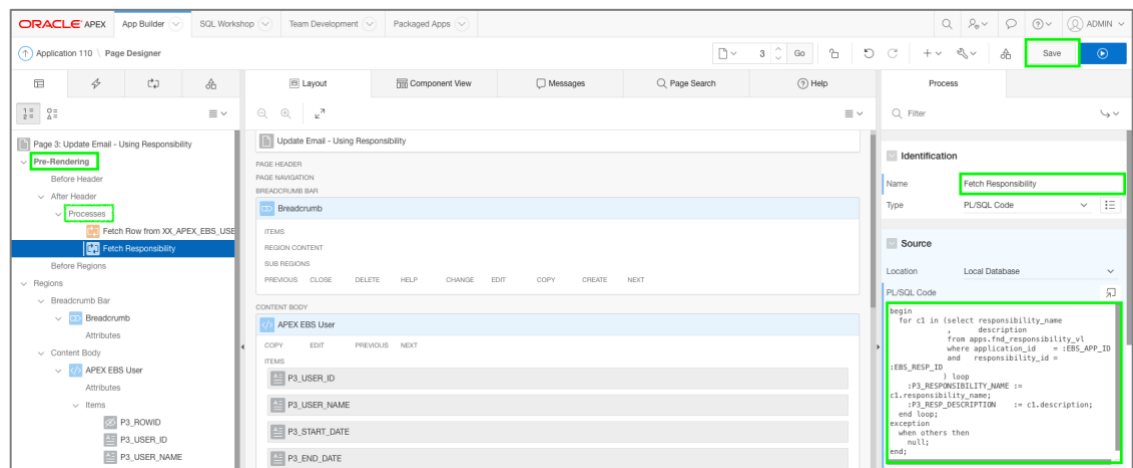 ORACLE APEX App Builder SQL Workshop Team Development Packaged Apps ADMIN
Application 110 \ Page Designer 3 Go Save
Layout Component View Messages Page Search Help Process
Filter
Page 3: Update Email - Using Responsibility
Pre-Rendering
Before Header
After Header
Processes
Fetch Row from XX_APEX_EBS_USE
Fetch Responsibility
Before Regions
Regions
Breadcrumb Bar
Breadcrumb
Attributes
Content Body
APEX EBS User
Attributes
Items
P3_ROWID
P3_USER_ID
P3_USER_NAME
Update Email - Using Responsibility
PAGE HEADER
PAGE NAVIGATION
BREADCRUMB BAR
Breadcrumb
ITEMS
REGION CONTENT
SUB REGIONS
PREVIOUS CLOSE DELETE HELP CHANGE EDIT COPY CREATE NEXT
CONTENT BODY
APEX EBS User
COPY EDIT PREVIOUS NEXT
ITEMS
P3_USER_ID
P3_USER_NAME
P3_START_DATE
P3_END_DATE
Identification
Name Fetch Responsibility
Type PL/SQL Code
Source
Location Local Database
PL/SQL Code
begin
for c1 in (select responsibility_name
, description
from apps.fnd_responsibility_vl
where application_id = :EBS_APP_ID
and responsibility_id =
:EBS_RESP_ID
) loop
:P3_RESPONSIBILITY_NAME :=
c1.responsibility_name;
:P3_RESP_DESCRIPTION := c1.description;
end loop;
exception
when others then
null;
end;